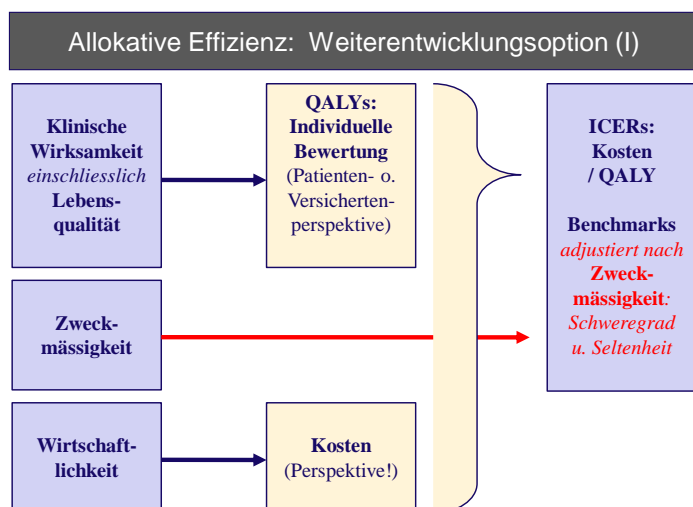 Allokative Effizienz:  Weiterentwicklungsoption (I)
Klinische
Wirksamkeit
einschliesslich
Lebens-
qualität
QALYs:
Individuelle
Bewertung
(Patienten- o.
Versicherten-
perspektive)
ICERs:
Kosten
/ QALY
Benchmarks
adjustiert nach
Zweck-
mässigkeit:
Schweregrad
u. Seltenheit
Zweck-
mässigkeit
Wirtschaft-
lichkeit
Kosten
(Perspektive!)